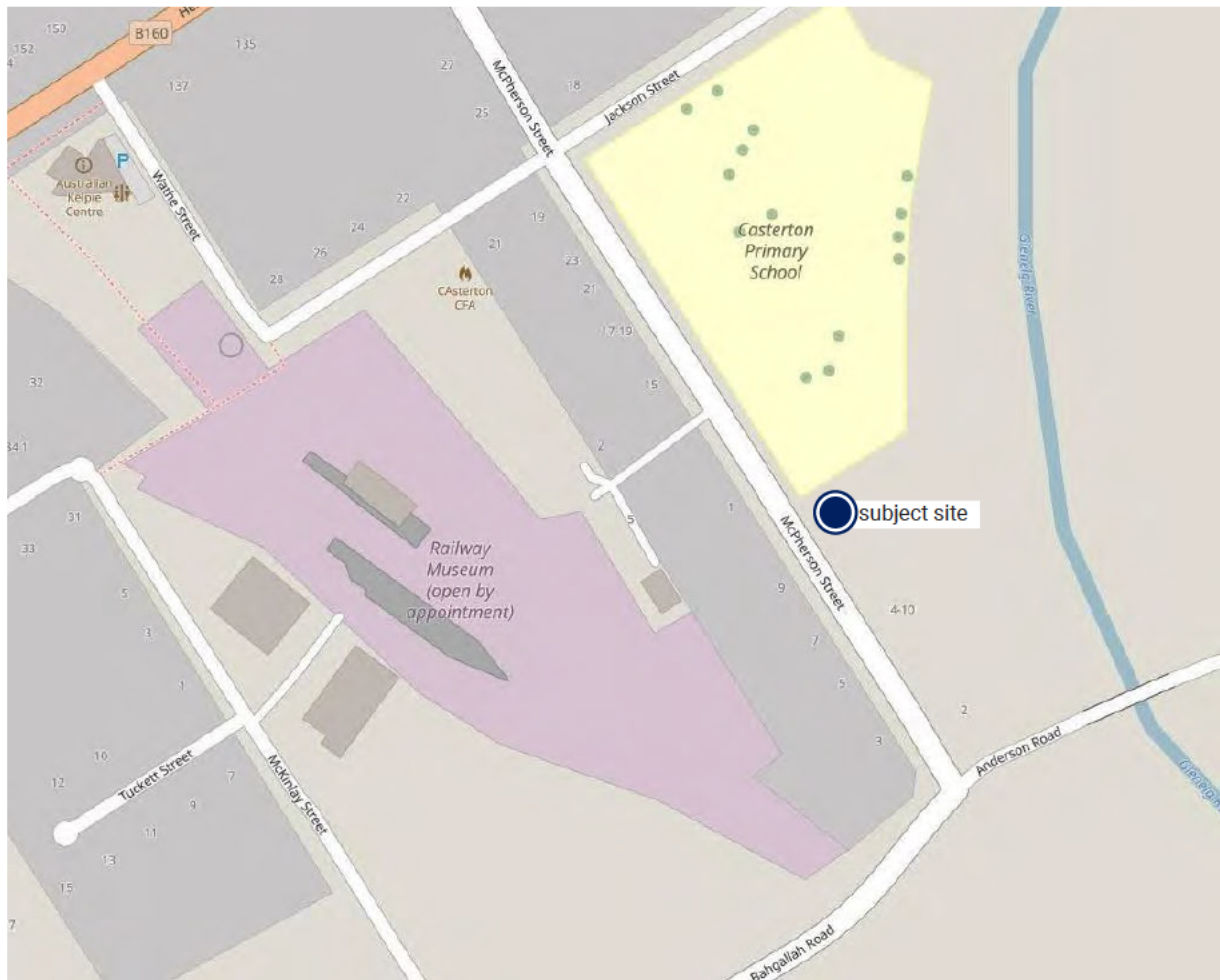 150
152
B160
135
137
27
25
18
McPherson Street
Jackson Street
Australian
Kelpie
Centre
P
Wathe Street
22
24
26
28
19
21
23
21
17-19
15
CAsterton
CFA
Casterton
Primary
School
Glenelg River
32
34-1
31
33
2
5
1
subject site
McPherson Street
Railway
Museum
(open by
appointment)
9
4-10
7
5
3
2
5
3
1
Anderson Road
16
12
Tuckett Street
7
9
11
13
15
7
McKinlay Street
Bahgallah Road